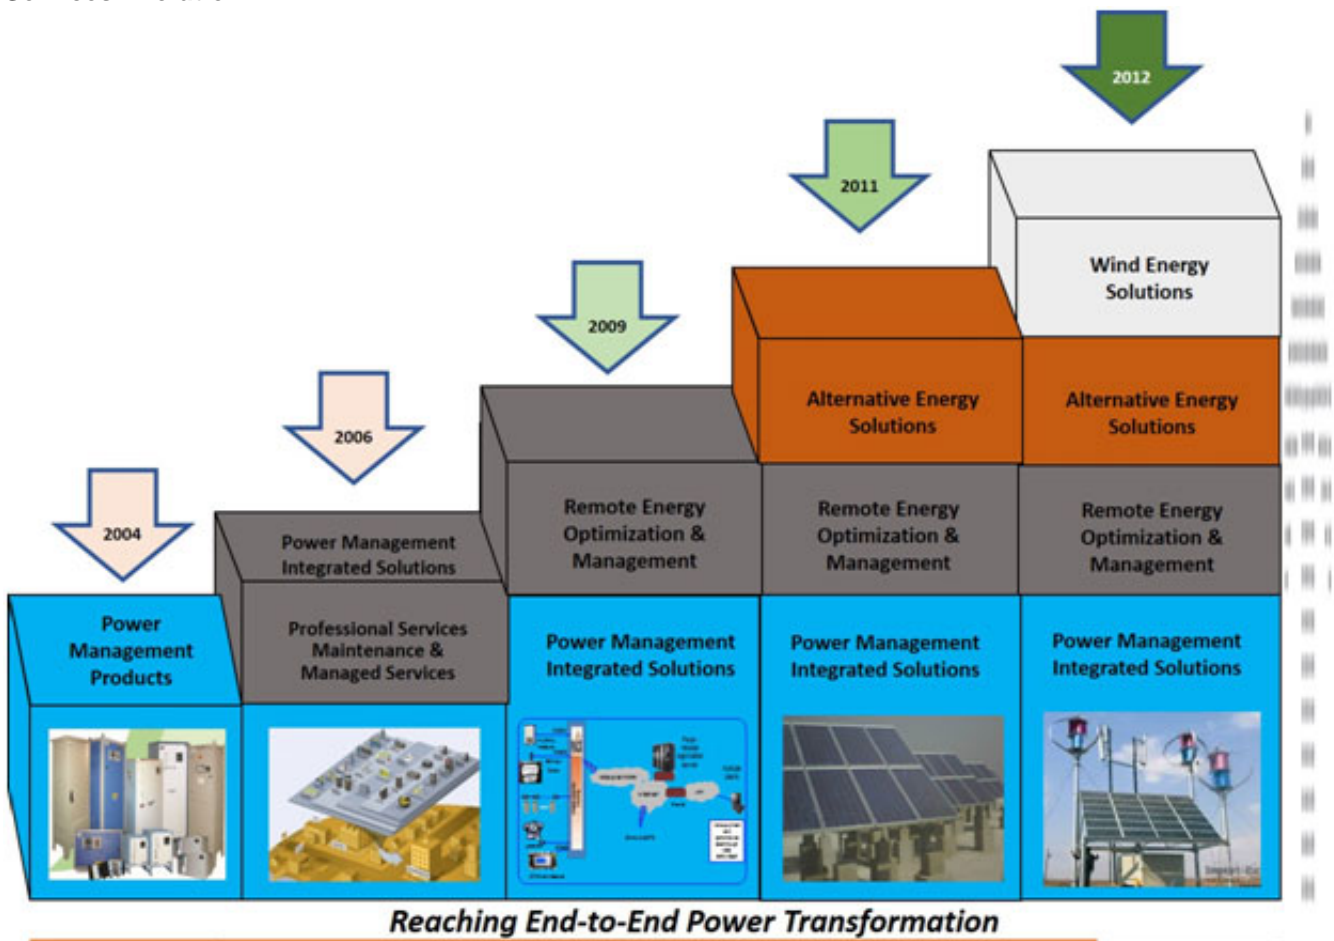 2012
2011
2009
2006
2004
Wind Energy
Solutions
Alternative Energy
Solutions
Alternative Energy
Solutions
Remote Energy
Optimization &
Management
Remote Energy
Optimization &
Management
Remote Energy
Optimization &
Management
Power Management
Integrated Solutions
Power
Management
Products
Professional Services
Maintenance &
Managed Services
Power Management
Integrated Solutions
Power Management
Integrated Solutions
Power Management
Integrated Solutions
Reaching End-to-End Power Transformation